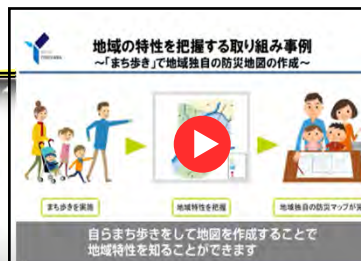 地域の特性を把握する取り組み事例
～「まち歩き」で地域独自の防災地図の作成～
まち歩きを実施
地域特性を把握
地域独自の防災マップが完
自らまち歩きをして地図を作成することで
地域特性を知ることができます